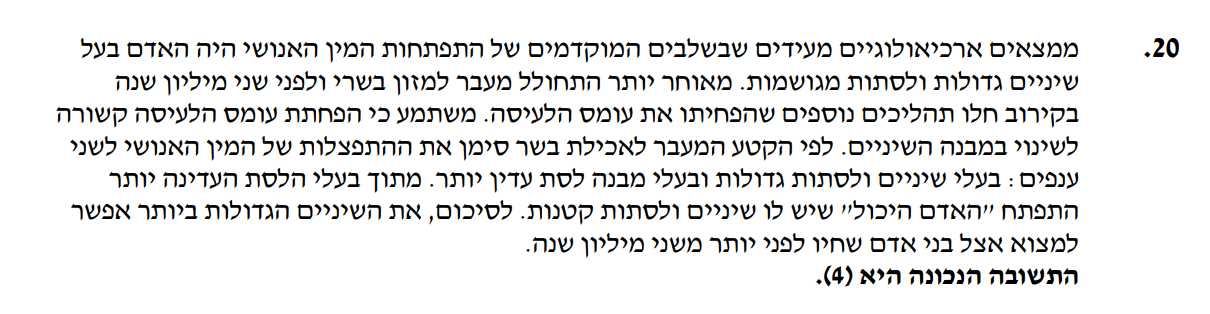 20. ממצאים ארכיאולוגיים מעידים שבשלבים המוקדמים של התפתחות המין האנושי היה האדם בעל
שיניים גדולות ולסתות מגושמות. מאוחר יותר התחולל מעבר למזון בשרי ולפני שני מיליון שנה
בקירוב חלו תהליכים נוספים שהפחיתו את עומס הלעיסה. משתמע כי הפחתת עומס הלעיסה קשורה
לשינוי במבנה השיניים. לפי הקטע המעבר לאכילת בשר סימן את ההתפצלות של המין האנושי לשני
ענפים: בעלי שיניים ולסתות גדולות ובעלי מבנה לסת עדין יותר. מתוך בעלי הלסת העדינה יותר
התפתח "האדם היכול" שיש לו שיניים ולסתות קטנות. לסיכום, את השיניים הגדולות ביותר אפשר
למצוא אצל בני אדם שחיו לפני יותר משני מיליון שנה.
התשובה הנכונה היא (4).